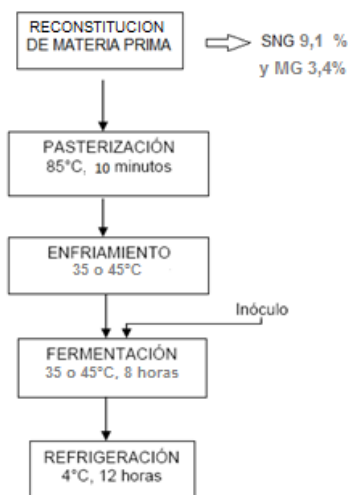 RECONSTITUCION
DE MATERIA PRIMA
SNG 9,1 %
y MG 3,4%
PASTERIZACIÓN
85°C, 10 minutos
ENFRIAMIENTO
35 o 45°C
Inóculo
FERMENTACIÓN
35 o 45°C, 8 horas
REFRIGERACIÓN
4°C, 12 horas